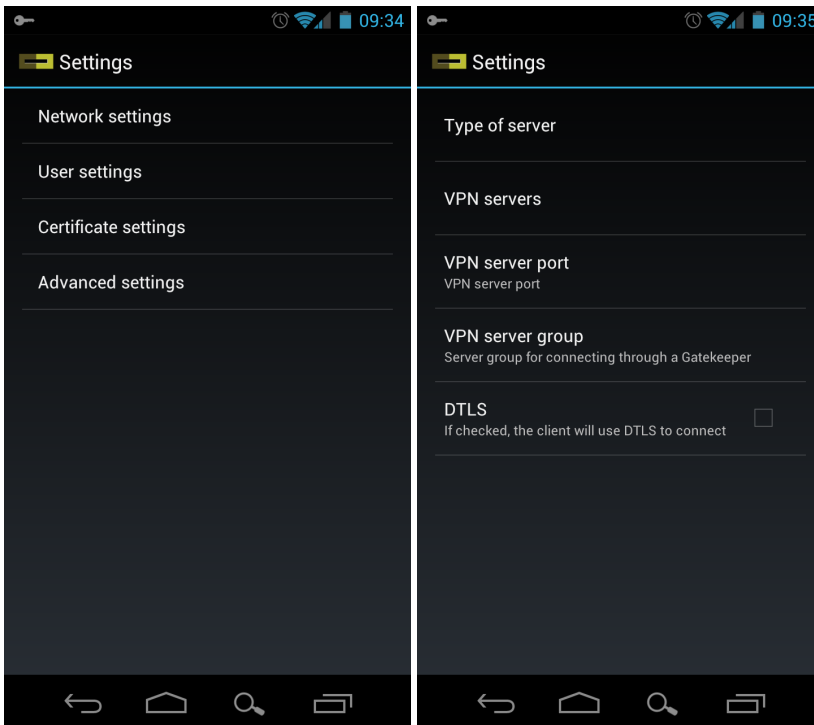 09:34
Settings
Network settings
User settings
Certificate settings
Advanced settings
09:35
Settings
Type of server
VPN servers
VPN server port
VPN server port
VPN server group
Server group for connecting through a Gatekeeper
DTLS
If checked, the client will use DTLS to connect